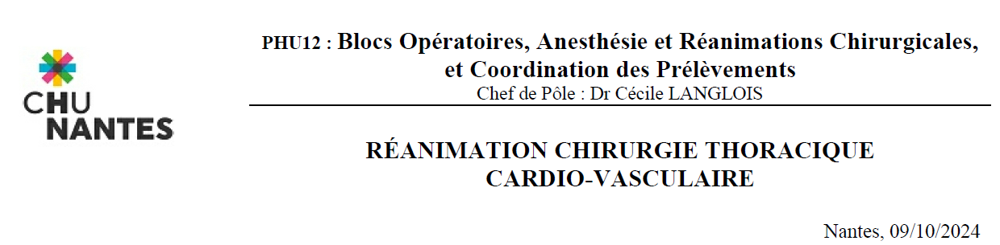 PHU12 : Blocs Opératoires, Anesthésie et Réanimations Chirurgicales,
et Coordination des Prélèvements
Chef de Pôle : Dr Cécile LANGLOIS
CHU
NANTES
RÉANIMATION CHIRURGIE THORACIQUE
CARDIO-VASCULAIRE
Nantes, 09/10/2024